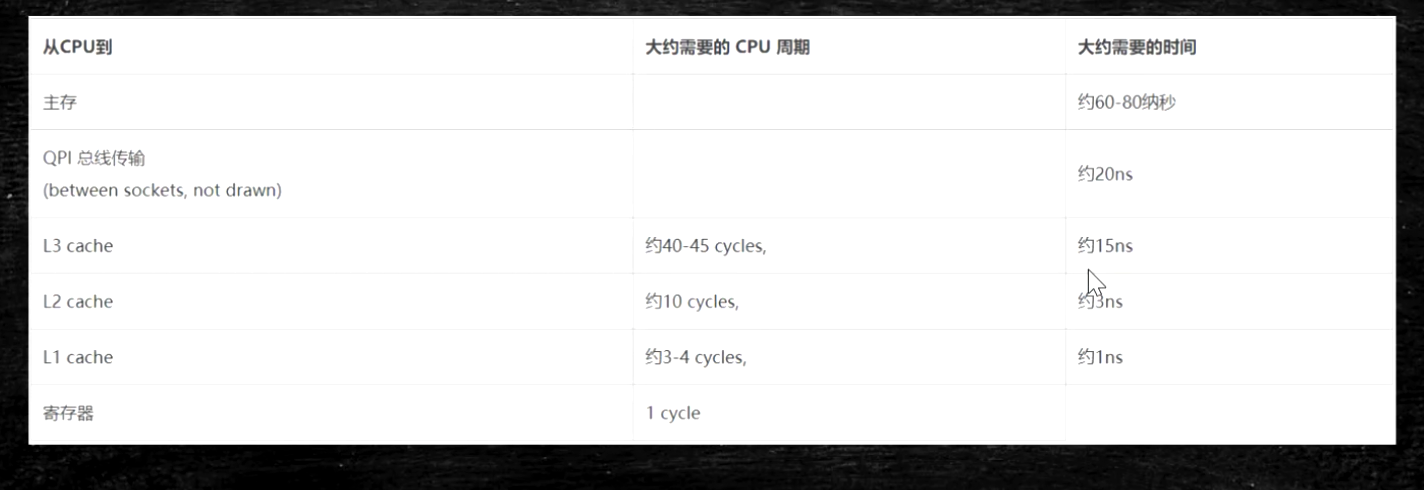 从CPU到 大约需要的 CPU 周期 大约需要的时间
主存 约60-80纳秒
QPI 总线传输
(between sockets, not drawn) 约20ns
L3 cache 约40-45 cycles, 约15ns
L2 cache 约10 cycles, 约3ns
L1 cache 约3-4 cycles, 约1ns
寄存器 1 cycle